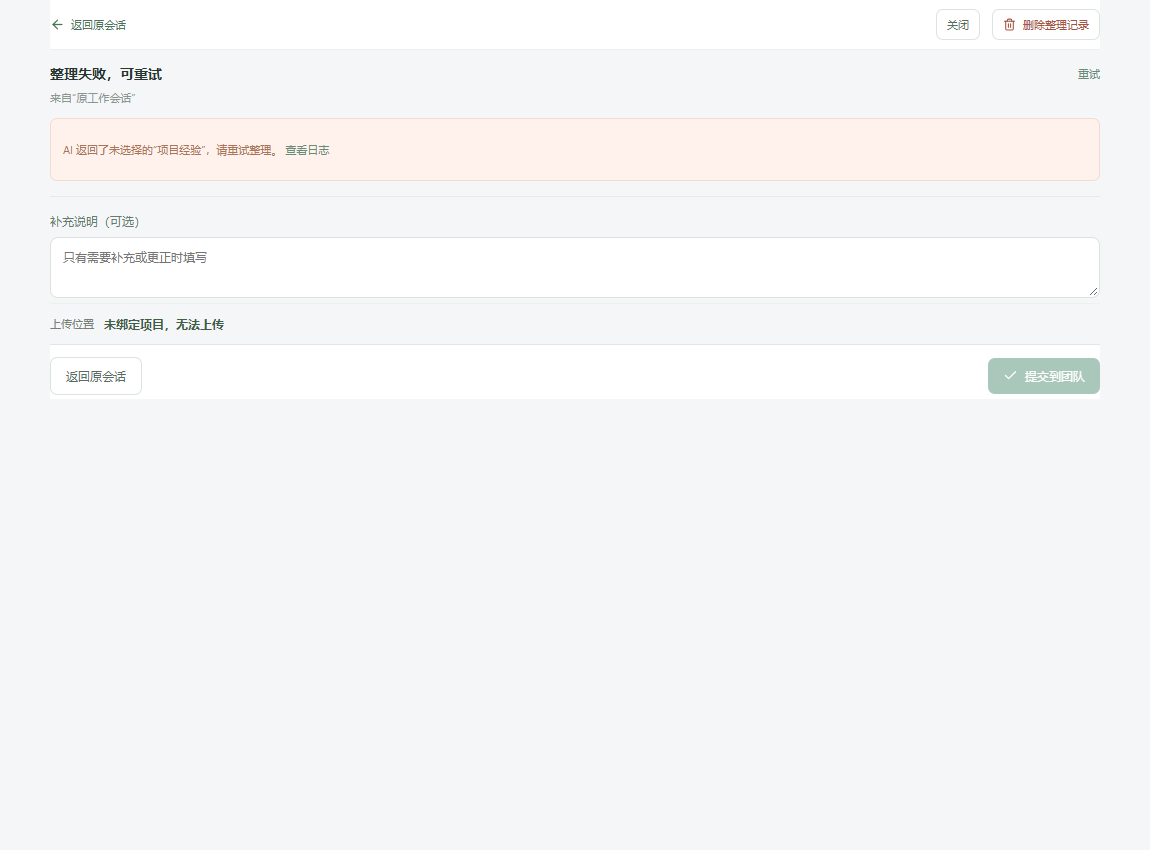 返回原会话
关闭
删除整理记录
整理失败，可重试
重试
来自“原工作会话”
AI 返回了未选择的“项目经验”，请重试整理。 查看日志
补充说明（可选）
只有需要补充或更正时填写
上传位置 未绑定项目，无法上传
返回原会话
提交到团队